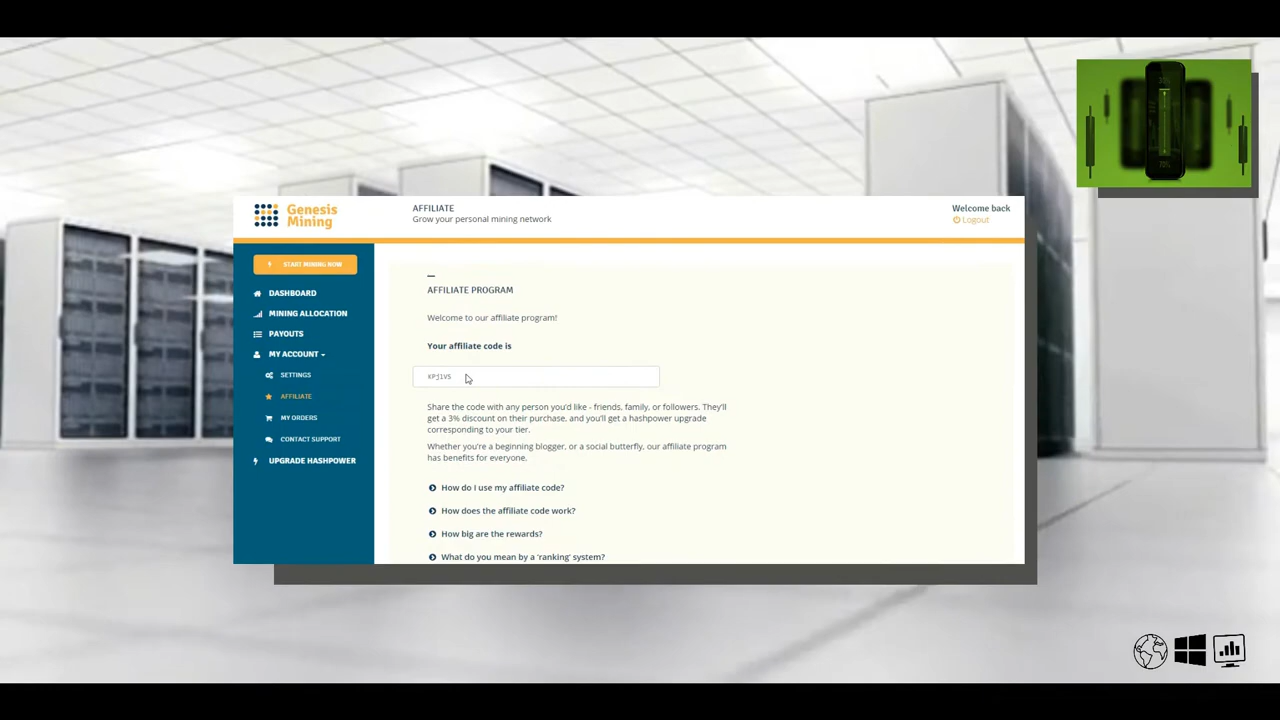 Genesis
Mining
AFFILIATE
Grow your personal mining network
Welcome back
Logout
START MINING NOW
DASHBOARD
MINING ALLOCATION
PAYOUTS
MY ACCOUNT
SETTINGS
AFFILIATE
MY ORDERS
CONTACT SUPPORT
UPGRADE HASHPOWER
AFFILIATE PROGRAM
Welcome to our affiliate program!
Your affiliate code is
Share the code with any person you'd like - friends, family, or followers. They'll
get a 3% discount on their purchase, and you'll get a hashpower upgrade
corresponding to your tier.
Whether you're a beginning blogger, or a social butterfly, our affiliate program
has benefits for everyone.
How do I use my affiliate code?
How does the affiliate code work?
How big are the rewards?
What do you mean by a 'ranking' system?